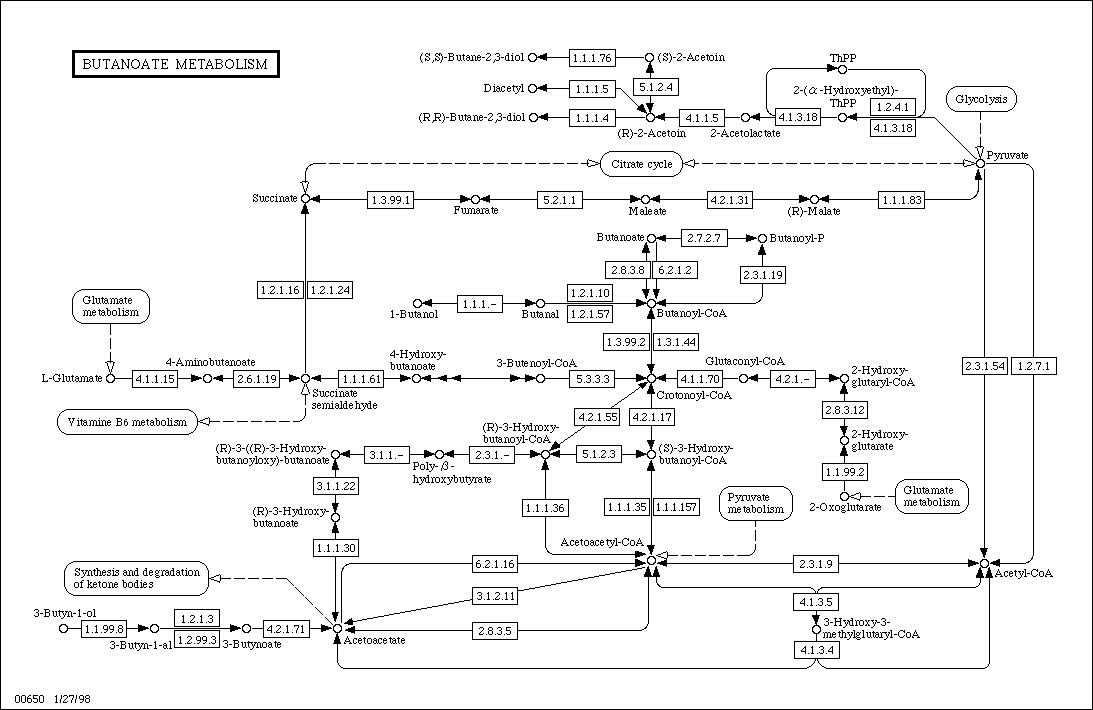 BUTANOATE METABOLISM
(S,S)-Butane-2,3-diol
1.1.1.76
(S)-2-Acetoin
ThPP
Diacetyl
1.1.1.5
5.1.2.4
2-(α-Hydroxyethyl)-
ThPP
1.2.4.1
Glycolysis
(R,R)-Butane-2,3-diol
1.1.1.4
(R)-2-Acetoin
4.1.1.5
2-Acetolactate
4.1.3.18
4.1.3.18
Pyruvate
Citrate cycle
Succinate
1.3.99.1
Fumarate
5.2.1.1
Maleate
4.2.1.31
(R)-Malate
1.1.1.83
Butanoate
2.7.2.7
Butanoyl-P
2.8.3.8
6.2.1.2
2.3.1.19
1.2.1.16
1.2.1.24
Glutamate
metabolism
1-Butanol
1.1.1.-
Butanal
1.2.1.10
1.2.1.57
Butanoyl-CoA
1.3.99.2
1.3.1.44
L-Glutamate
4.1.1.15
4-Aminobutanoate
2.6.1.19
Succinate
semialdehyde
1.1.1.61
4-Hydroxy-
butanoate
3-Butenoyl-CoA
5.3.3.3
Crotonoyl-CoA
4.1.1.70
Glutaconyl-CoA
4.2.1.-
2-Hydroxy-
glutaryl-CoA
2.3.1.54
1.2.7.1
Vitamine B6 metabolism
4.2.1.55
4.2.1.17
2.8.3.12
(R)-3-((R)-3-Hydroxy-
butanoyloxy)-butanoate
3.1.1.-
Poly-β-
hydroxybutyrate
2.3.1.-
(R)-3-Hydroxy-
butanoyl-CoA
5.1.2.3
(S)-3-Hydroxy-
butanoyl-CoA
2-Hydroxy-
glutarate
1.1.99.2
3.1.1.22
(R)-3-Hydroxy-
butanoate
1.1.1.36
1.1.1.35
1.1.1.157
Pyruvate
metabolism
2-Oxoglutarate
Glutamate
metabolism
1.1.1.30
Acetoacetyl-CoA
Synthesis and degradation
of ketone bodies
6.2.1.16
2.3.1.9
Acetyl-CoA
3.1.2.11
4.1.3.5
3-Butyn-1-ol
1.1.99.8
3-Butyn-1-al
1.2.1.3
1.2.99.3
3-Butynoate
4.2.1.71
Acetoacetate
2.8.3.5
3-Hydroxy-3-
methylglutaryl-CoA
4.1.3.4
00650 1/27/98